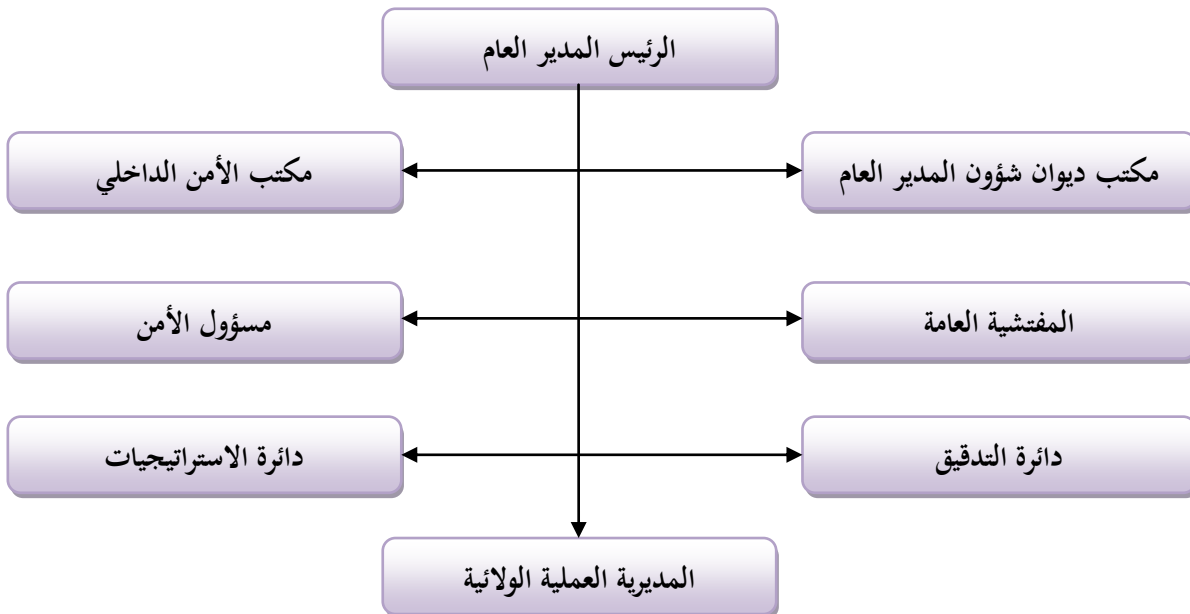 الرئيس المدير العام
مكتب ديوان شؤون المدير العام
مكتب الأمن الداخلي
المفتشية العامة
مسؤول الأمن
دائرة التدقيق
دائرة الاستراتيجيات
المديرية العملية الولائية